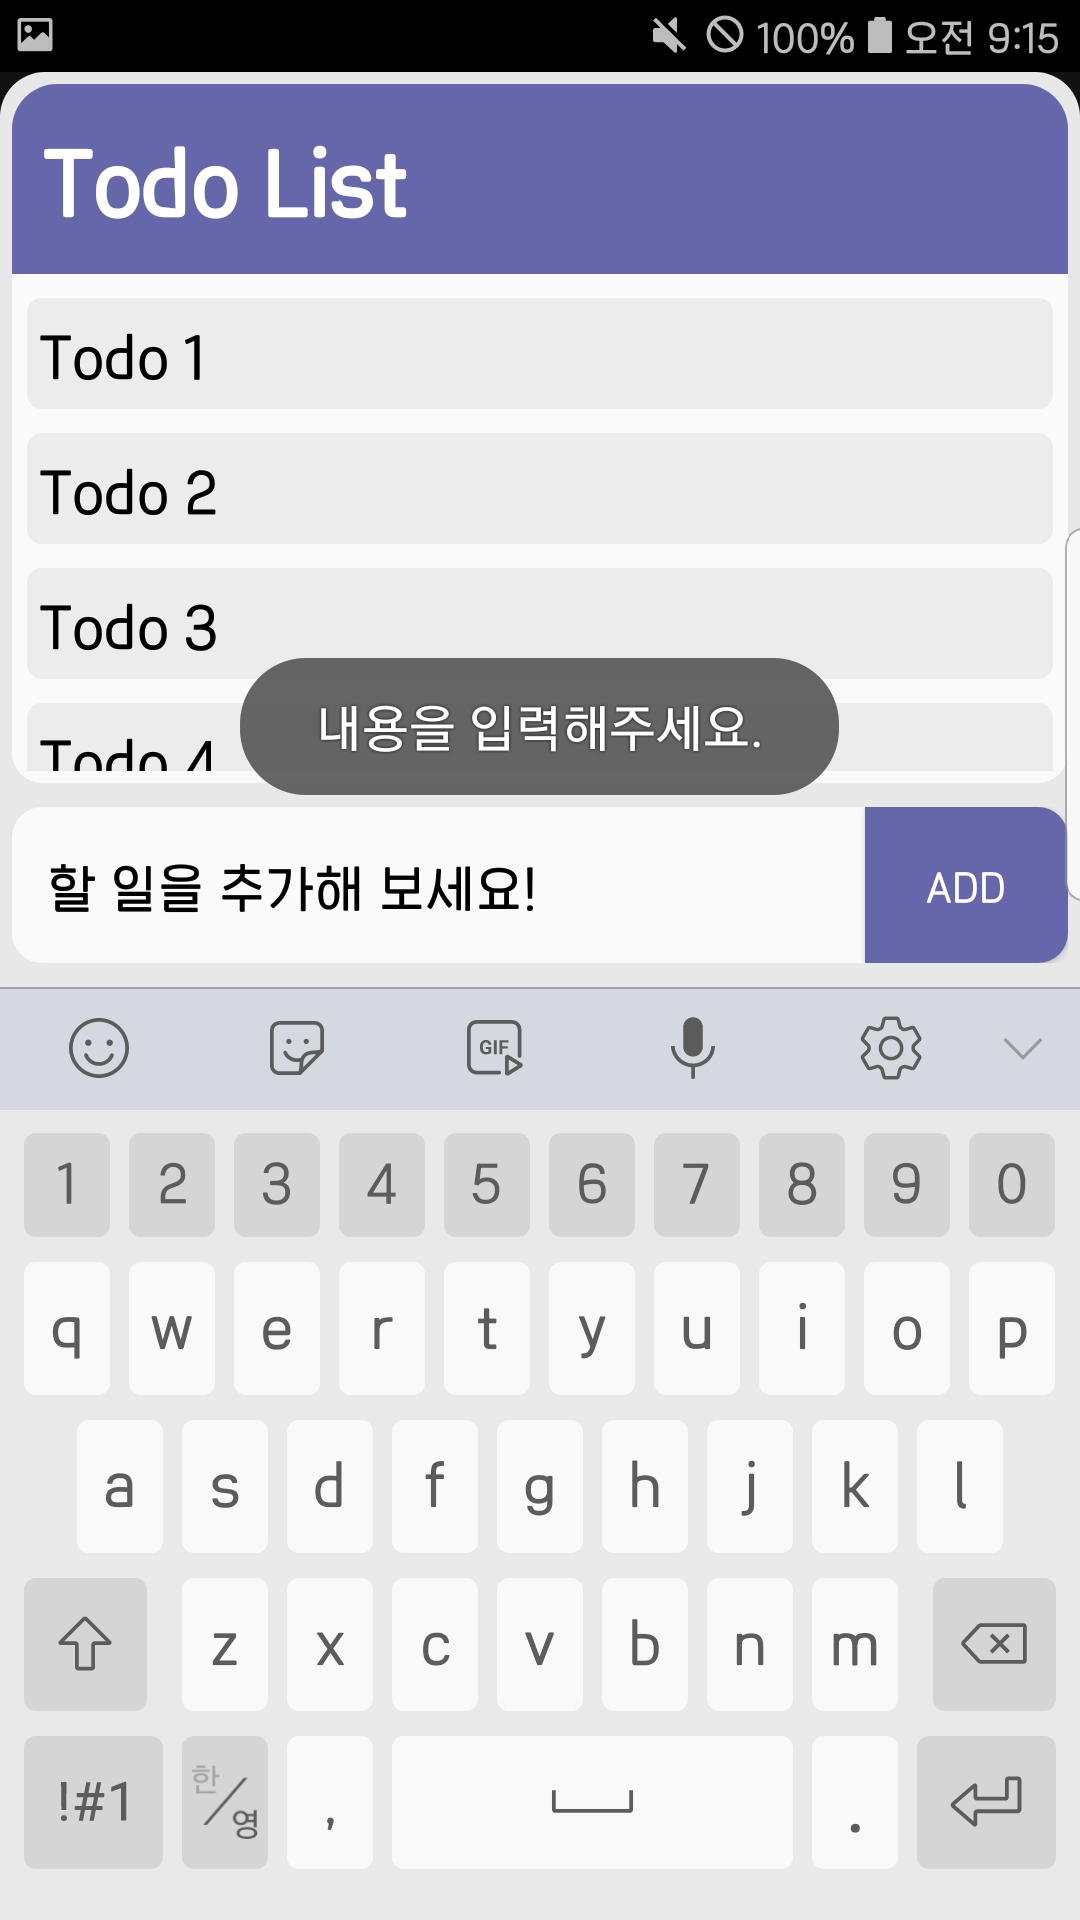 100% 오전 9:15
Todo List
Todo 1
Todo 2
Todo 3
Todo 4
내용을 입력해주세요.
할 일을 추가해 보세요!
ADD
GIF
1 2 3 4 5 6 7 8 9 0
q w e r t y u i o p
a s d f g h j k l
z x c v b n m
!#1 한/영 , .